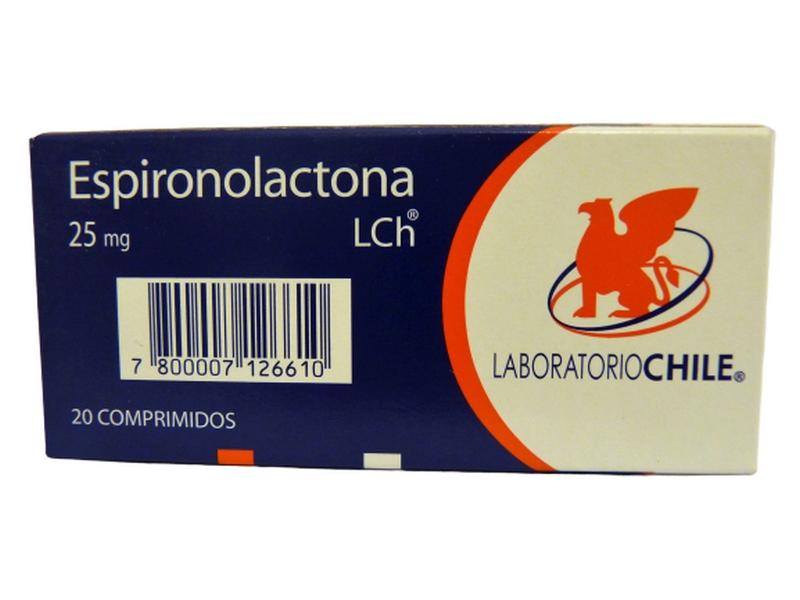 Espironolactona
25 mg
LCh®
7 800007 126610
20 COMPRIMIDOS
LABORATORIOCHILE®